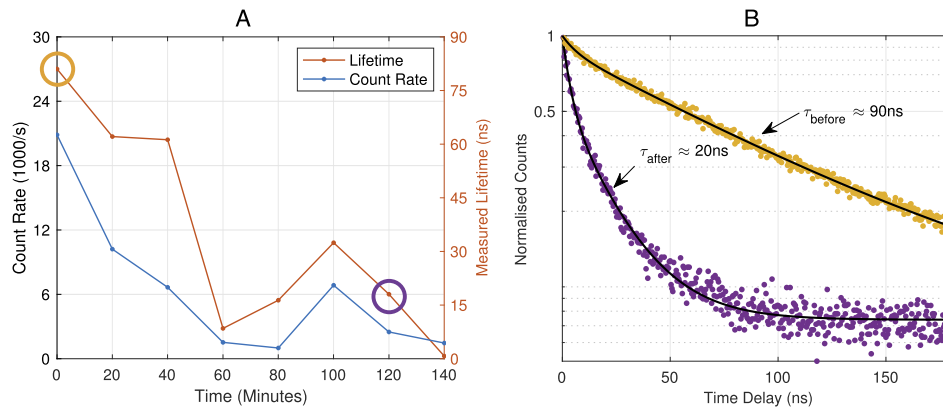 A
Count Rate (1000/s)
30
24
18
12
6
0
Lifetime
Count Rate
90
75
60
45
30
15
0
Measured Lifetime (ns)
0 20 40 60 80 100 120 140
Time (Minutes)
B
Normalised Counts
1
0.5
τbefore ≈ 90ns
τafter ≈ 20ns
0 50 100 150
Time Delay (ns)